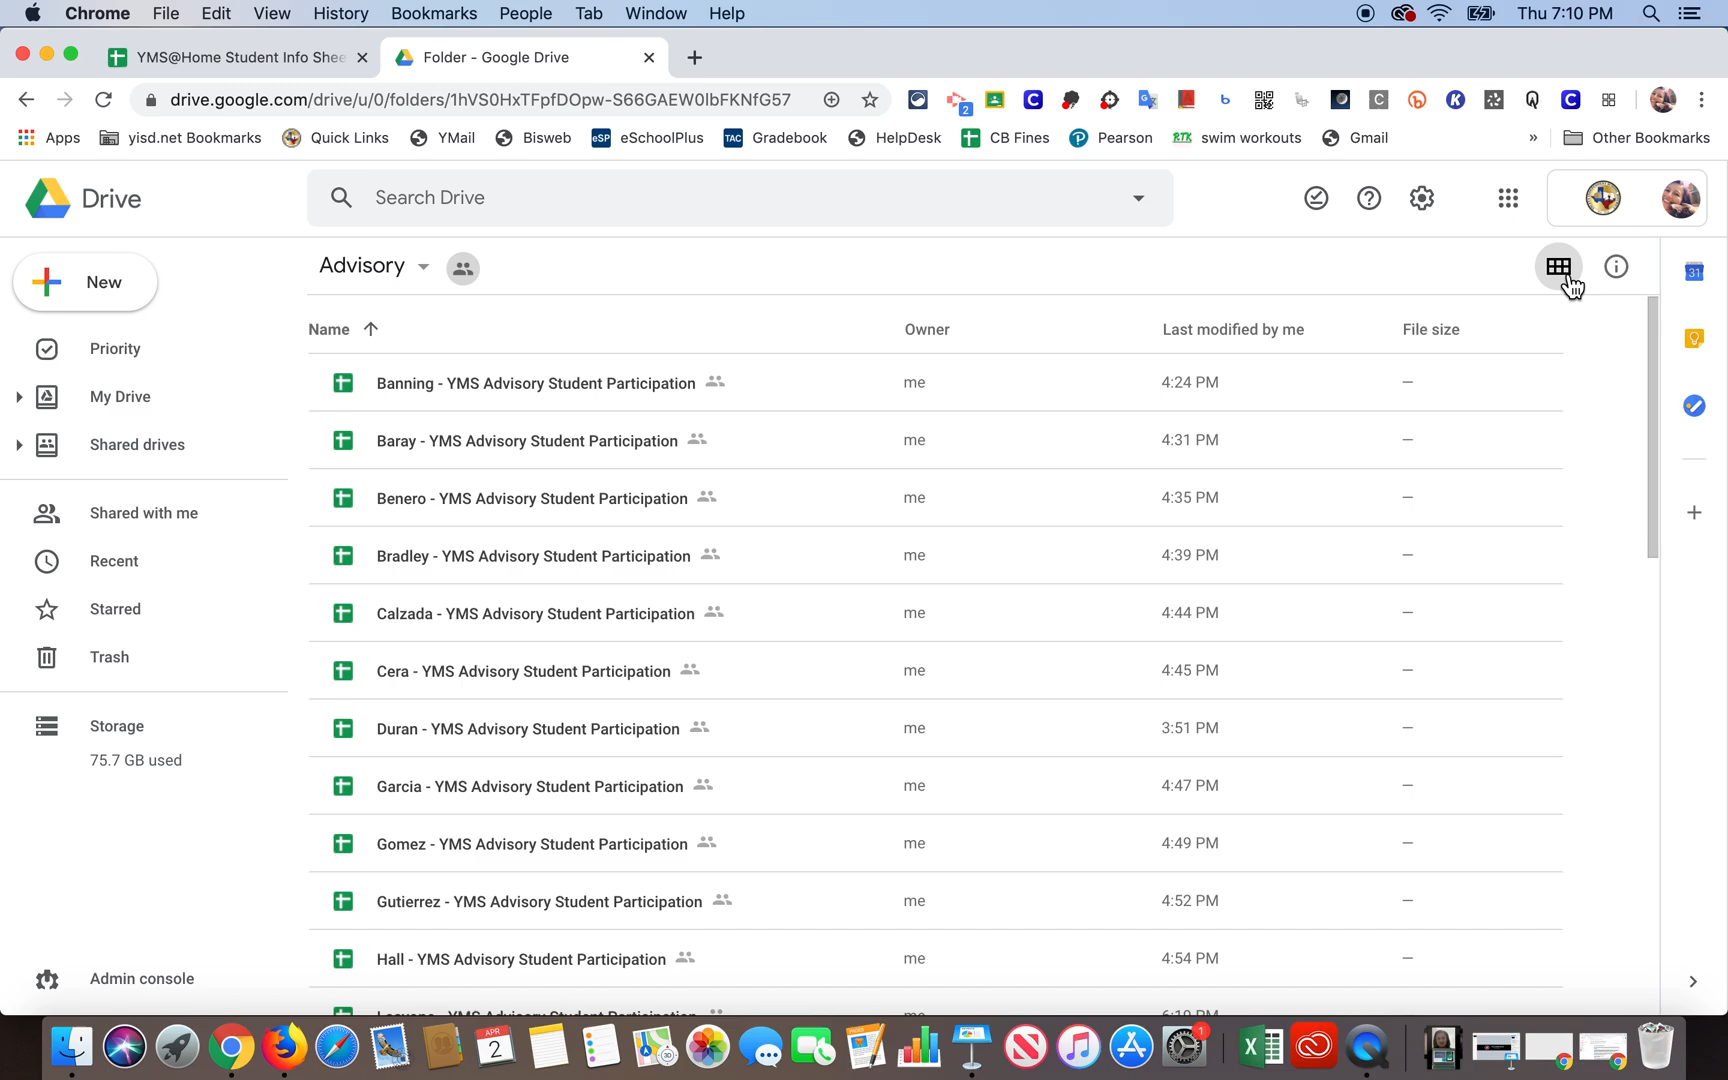 Chrome File Edit View History Bookmarks People Tab Window Help Thu 7:10 PM
YMS@Home Student Info Shee Folder - Google Drive
drive.google.com/drive/u/0/folders/1hVS0HxTFpfDOpw-S66GAEW0lbFKNfG57 2
Apps yisd.net Bookmarks Quick Links YMail Bisweb eSP eSchoolPlus TAC Gradebook HelpDesk CB Fines Pearson RTK swim workouts Gmail » Other Bookmarks
Drive Search Drive
New
Priority
My Drive
Shared drives
Shared with me
Recent
Starred
Trash
Storage
75.7 GB used
Admin console
Advisory
Name Owner Last modified by me File size
Banning - YMS Advisory Student Participation me 4:24 PM —
Baray - YMS Advisory Student Participation me 4:31 PM —
Benero - YMS Advisory Student Participation me 4:35 PM —
Bradley - YMS Advisory Student Participation me 4:39 PM —
Calzada - YMS Advisory Student Participation me 4:44 PM —
Cera - YMS Advisory Student Participation me 4:45 PM —
Duran - YMS Advisory Student Participation me 3:51 PM —
Garcia - YMS Advisory Student Participation me 4:47 PM —
Gomez - YMS Advisory Student Participation me 4:49 PM —
Gutierrez - YMS Advisory Student Participation me 4:52 PM —
Hall - YMS Advisory Student Participation me 4:54 PM —
31
APR 2
1